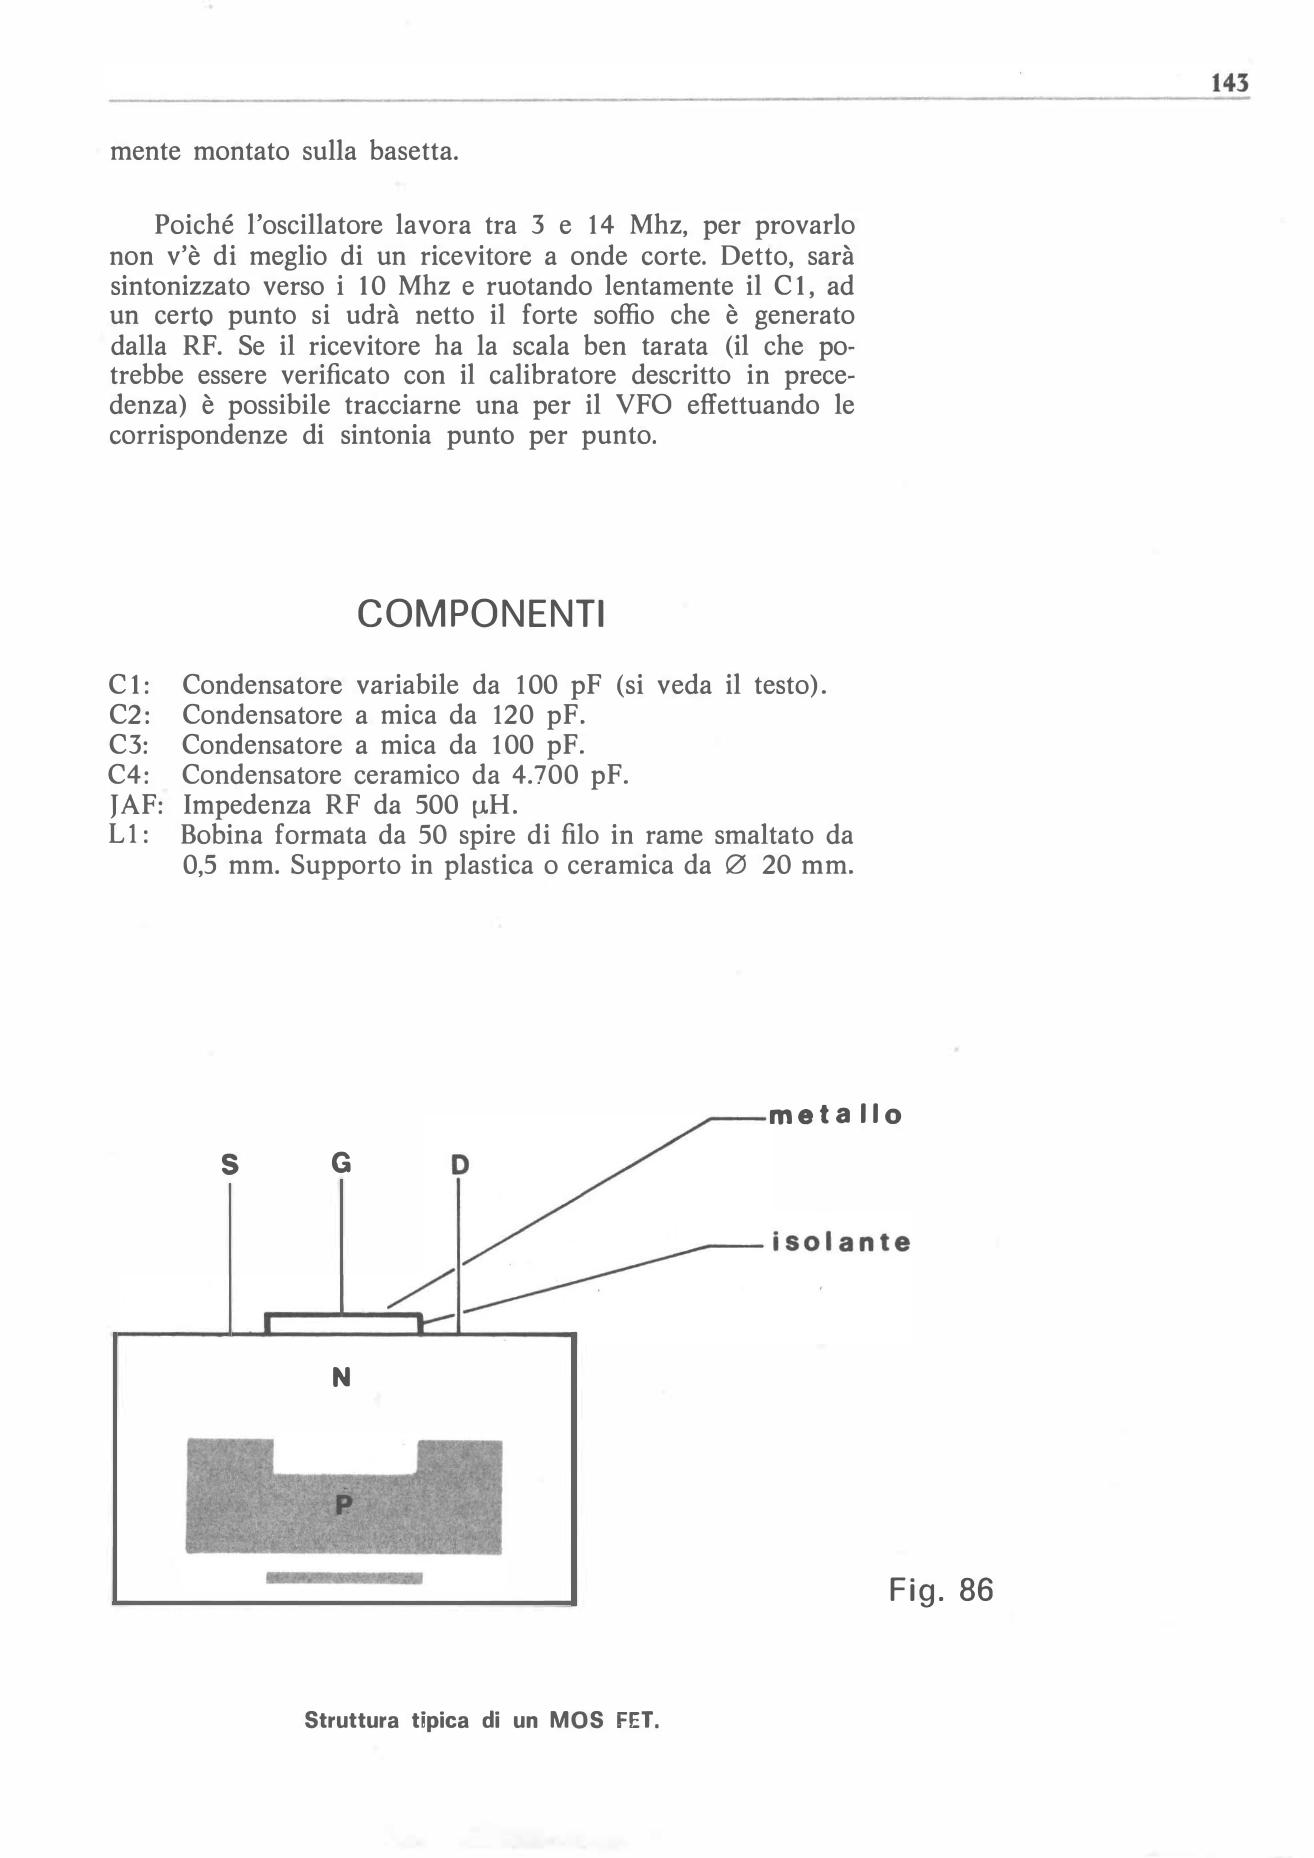 143
mente montato sulla basetta.
Poiché l'oscillatore lavora tra 3 e 14 Mhz, per provarlo
non v'è di meglio di un ricevitore a onde corte. Detto, sarà
sintonizzato verso i 10 Mhz e ruotando lentamente il C1, ad
un certo punto si udrà netto il forte soffio che è generato
dalla RF. Se il ricevitore ha la scala ben tarata (il che po-
trebbe essere verificato con il calibratore descritto in prece-
denza) è possibile tracciarne una per il VFO effettuando le
corrispondenze di sintonia punto per punto.
COMPONENTI
C1: Condensatore variabile da 100 pF (si veda il testo).
C2: Condensatore a mica da 120 pF.
C3: Condensatore a mica da 100 pF.
C4: Condensatore ceramico da 4.700 pF.
JAF: Impedenza RF da 500 µH.
L1: Bobina formata da 50 spire di filo in rame smaltato da
0,5 mm. Supporto in plastica o ceramica da Ø 20 mm.
metallo
S G D
isolante
N
P
Fig. 86
Struttura tipica di un MOS FET.